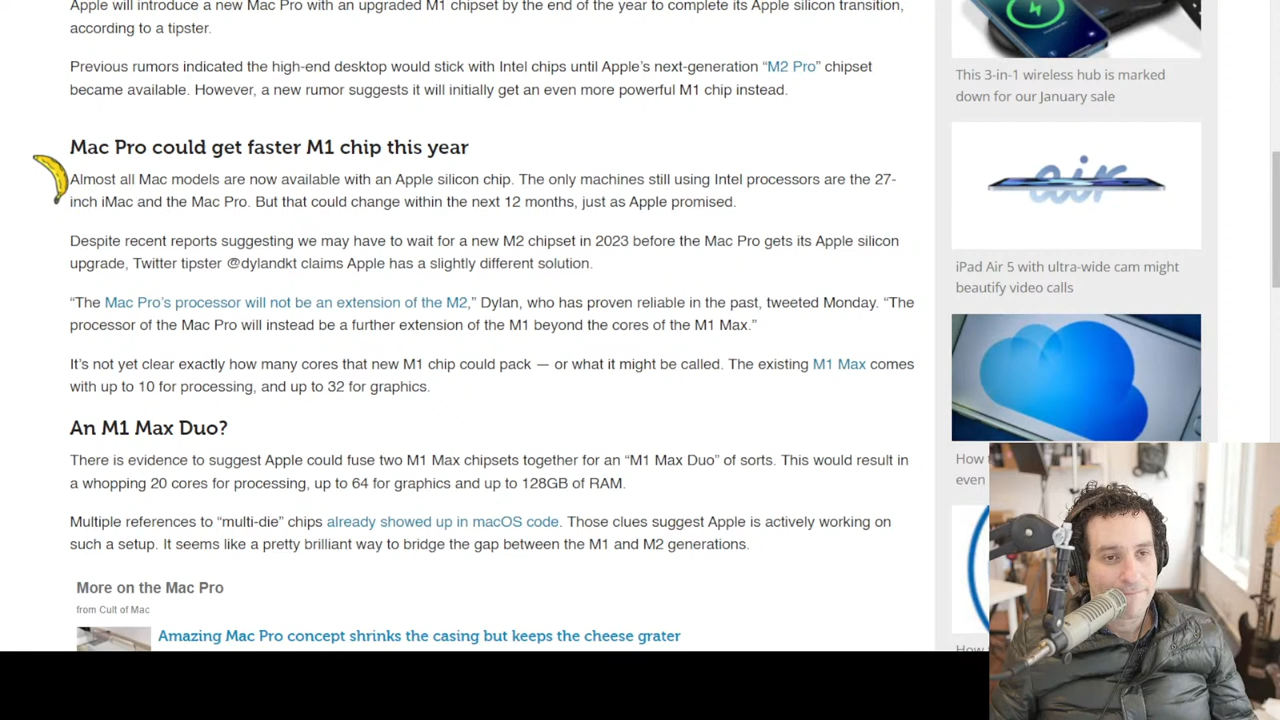 Apple will introduce a new Mac Pro with an upgraded M1 chipset by the end of the year to complete its Apple silicon transition,
according to a tipster.
Previous rumors indicated the high-end desktop would stick with Intel chips until Apple’s next-generation “M2 Pro” chipset
became available. However, a new rumor suggests it will initially get an even more powerful M1 chip instead.
Mac Pro could get faster M1 chip this year
Almost all Mac models are now available with an Apple silicon chip. The only machines still using Intel processors are the 27-
inch iMac and the Mac Pro. But that could change within the next 12 months, just as Apple promised.
Despite recent reports suggesting we may have to wait for a new M2 chipset in 2023 before the Mac Pro gets its Apple silicon
upgrade, Twitter tipster @dylandkt claims Apple has a slightly different solution.
“The Mac Pro’s processor will not be an extension of the M2,” Dylan, who has proven reliable in the past, tweeted Monday. “The
processor of the Mac Pro will instead be a further extension of the M1 beyond the cores of the M1 Max.”
It’s not yet clear exactly how many cores that new M1 chip could pack — or what it might be called. The existing M1 Max comes
with up to 10 for processing, and up to 32 for graphics.
An M1 Max Duo?
There is evidence to suggest Apple could fuse two M1 Max chipsets together for an “M1 Max Duo” of sorts. This would result in
a whopping 20 cores for processing, up to 64 for graphics and up to 128GB of RAM.
Multiple references to “multi-die” chips already showed up in macOS code. Those clues suggest Apple is actively working on
such a setup. It seems like a pretty brilliant way to bridge the gap between the M1 and M2 generations.
More on the Mac Pro
from Cult of Mac
Amazing Mac Pro concept shrinks the casing but keeps the cheese grater
This 3-in-1 wireless hub is marked
down for our January sale
air
iPad Air 5 with ultra-wide cam might
beautify video calls
How
even
How